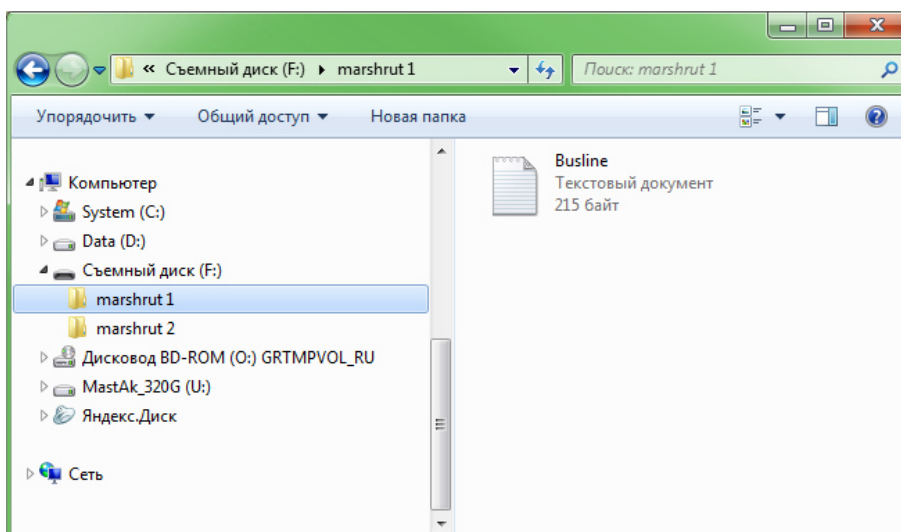 « Съемный диск (F:) ▸ marshrut 1
Поиск: marshrut 1
Упорядочить ▾ Общий доступ ▾ Новая папка
Компьютер
System (C:)
Data (D:)
Съемный диск (F:)
marshrut 1
marshrut 2
Дисковод BD-ROM (O:) GRTMPVOL_RU
MastAk_320G (U:)
Яндекс.Диск
Сеть
Busline
Текстовый документ
215 байт